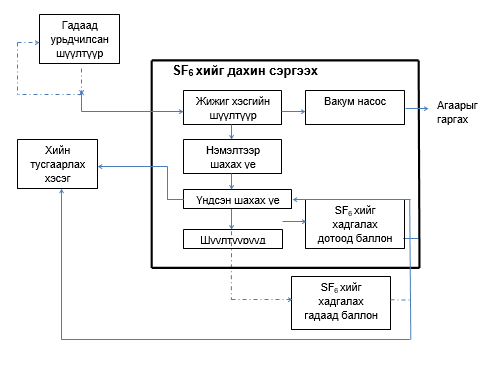 Гадаад
урьдчилсан
шүүлтүүр
SF₆ хийг дахин сэргээх
Жижиг хэсгийн
шүүлтүүр
Вакум насос
Агаарыг
гаргах
Хийн
тусгаарлах
хэсэг
Нэмэлтээр
шахах үе
Үндсэн шахах үе
SF₆ хийг
хадгалах
дотоод баллон
Шүүлтүүрүүд
SF₆ хийг
хадгалах
гадаад баллон